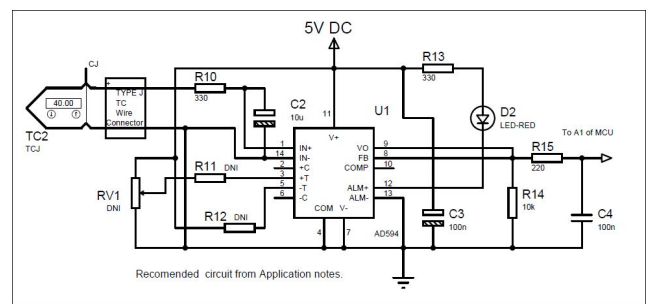 5V DC
CJ
R13
330
+
TYPE J
TC
Wire
Connector
-
R10
330
40.00
TC2
TCJ
C2
10u
11
U1
D2
LED-RED
V+
1 IN+ VO 9
14 IN- FB 8
2 +C COMP 10
3 +T
5 -T ALM+ 12
6 -C ALM- 13
COM V-
4 7
AD594
R15
220
To A1 of MCU
R11 DNI
RV1
DNI
R12 DNI
R14
10k
C3
100n
C4
100n
Recomended circuit from Application notes.